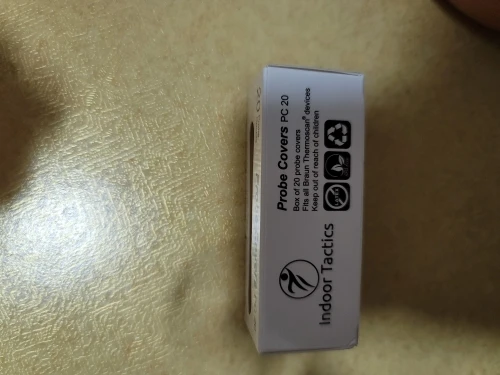 Probe Covers PC 20
Box of 20 probe covers
Fits all Braun Thermoscan® devices
Keep out of reach of children
Indoor Tactics